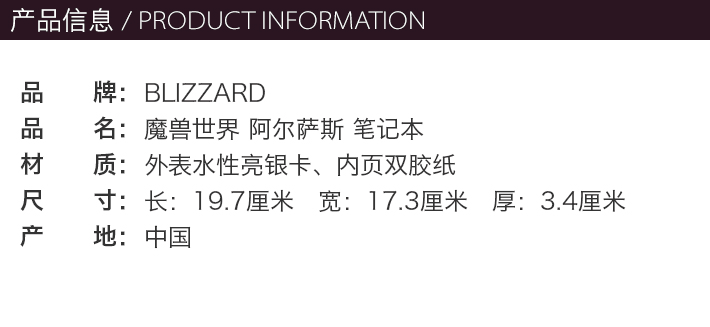 产品信息 / PRODUCT INFORMATION
品 牌：BLIZZARD
品 名：魔兽世界 阿尔萨斯 笔记本
材 质：外表水性亮银卡、内页双胶纸
尺 寸：长：19.7厘米 宽：17.3厘米 厚：3.4厘米
产 地：中国